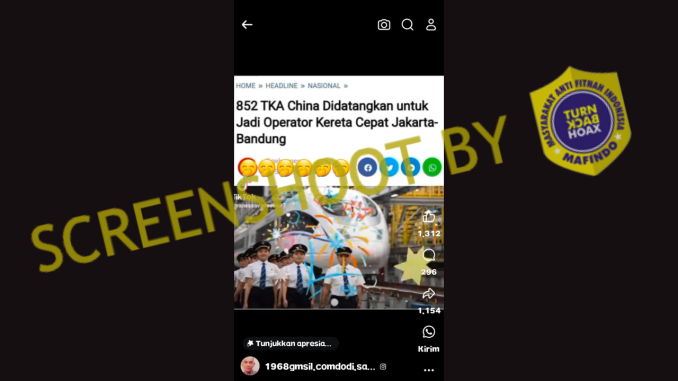 HOME » HEADLINE » NASIONAL »
852 TKA China Didatangkan untuk
Jadi Operator Kereta Cepat Jakarta-
Bandung
SCREENSHOOT BY
MASYARAKAT ANTI FITNAH INDONESIA
TURN
BACK
HOAX
MAFINDO
1,312
296
1,154
Kirim
Tunjukkan apresia...
1968gmsil,comdodi,sa...